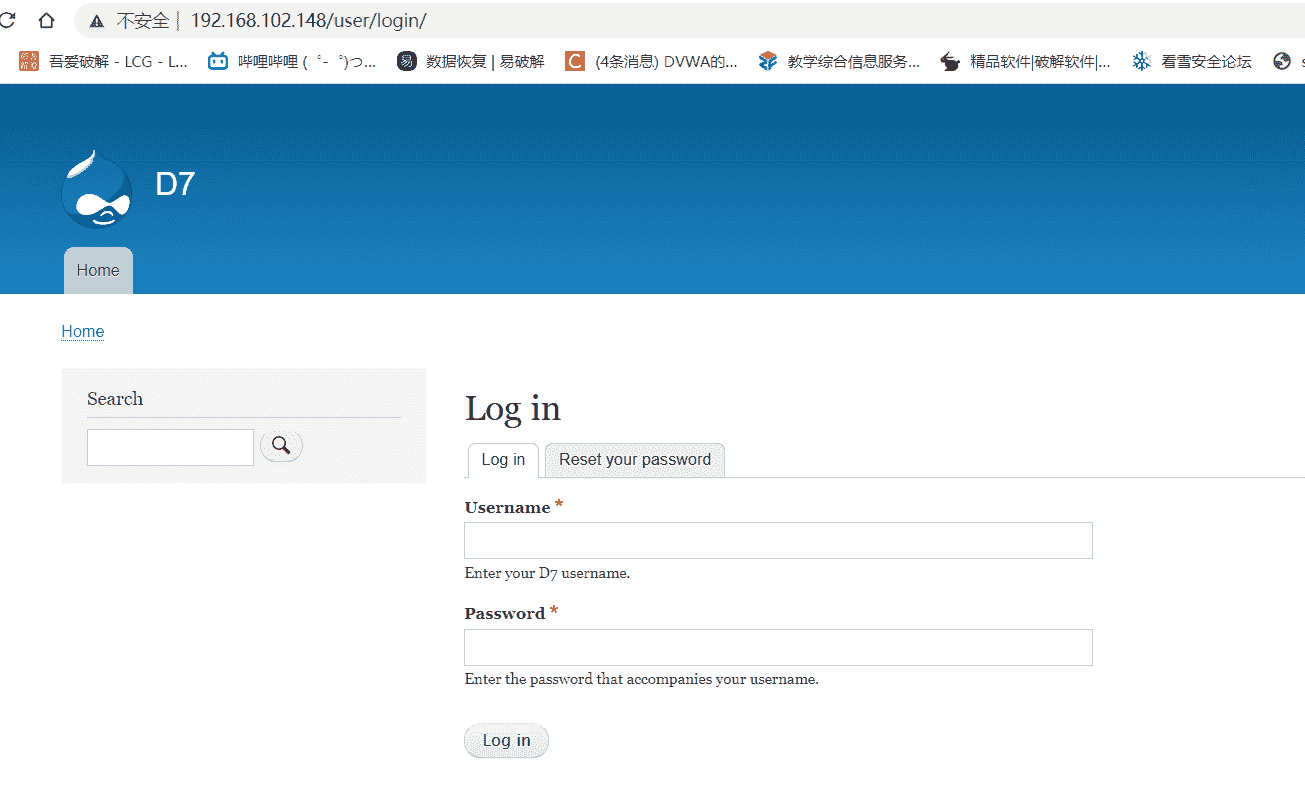 不安全 | 192.168.102.148/user/login/
吾爱破解 - LCG - L... 哔哩哔哩 ( ゜- ゜)つ... 易 数据恢复 | 易破解 C (4条消息) DVWA的... 教学综合信息服务... 精品软件|破解软件|... 看雪安全论坛 s
D7
Home
Home
Search
Log in
Log in Reset your password
Username *
Enter your D7 username.
Password *
Enter the password that accompanies your username.
Log in